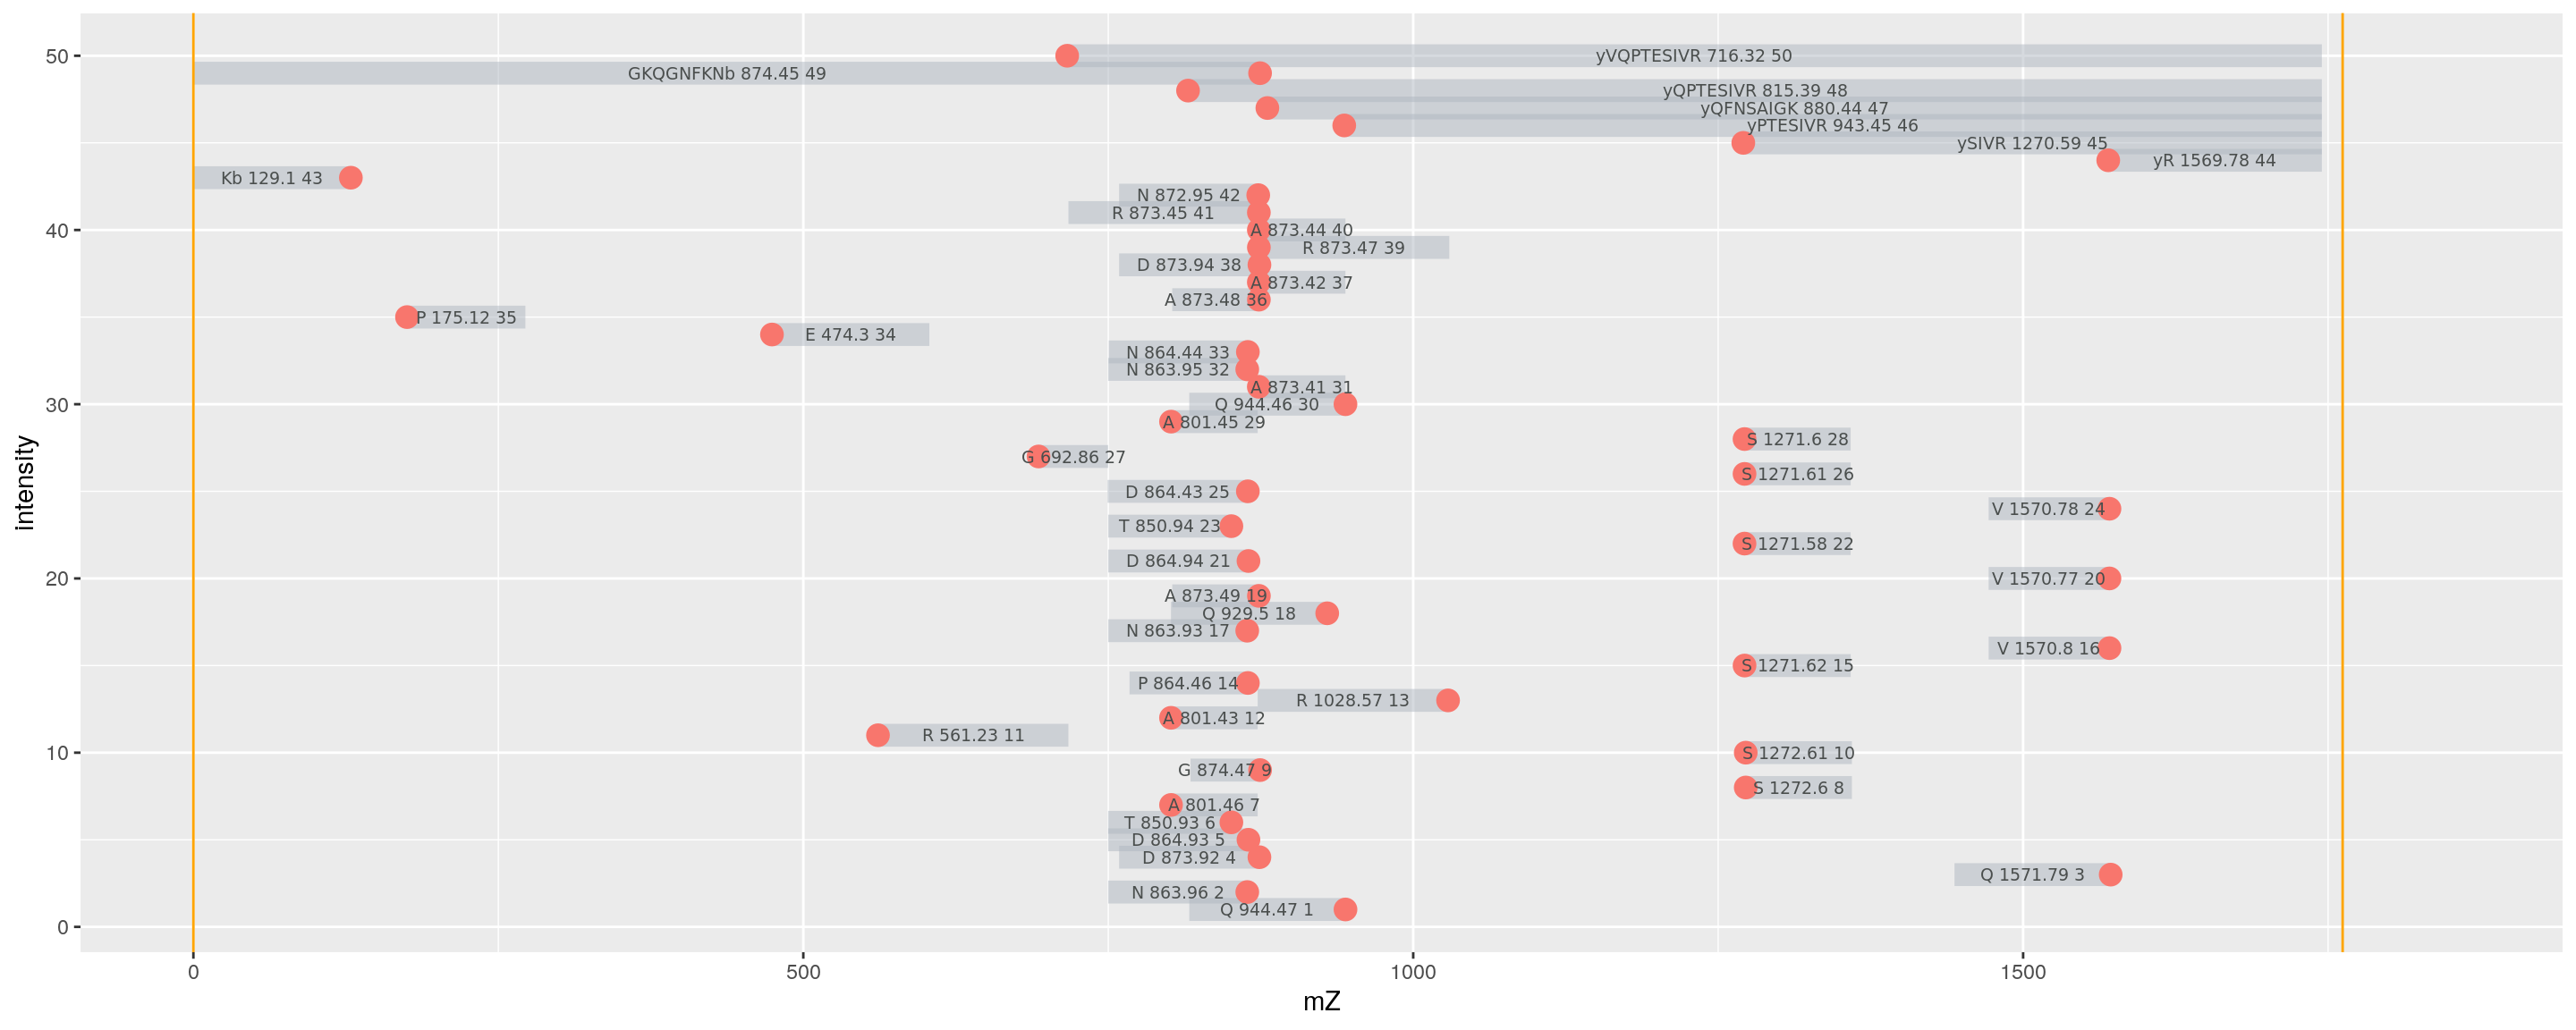 50
yVQPTESIVR 716.32 50
GKQGNFKNb 874.45 49
yQPTESIVR 815.39 48
yQFNSAIGK 880.44 47
yPTESIVR 943.45 46
ySIVR 1270.59 45
yR 1569.78 44
Kb 129.1 43
N 872.95 42
R 873.45 41
40
A 873.44 40
R 873.47 39
D 873.94 38
A 873.42 37
A 873.48 36
P 175.12 35
E 474.3 34
N 864.44 33
N 863.95 32
A 873.41 31
30
Q 944.46 30
A 801.45 29
S 1271.6 28
G 692.86 27
S 1271.61 26
D 864.43 25
V 1570.78 24
T 850.94 23
S 1271.58 22
D 864.94 21
20
V 1570.77 20
A 873.49 19
Q 929.5 18
N 863.93 17
V 1570.8 16
S 1271.62 15
P 864.46 14
R 1028.57 13
A 801.43 12
R 561.23 11
10
S 1272.61 10
G 874.47 9
S 1272.6 8
A 801.46 7
T 850.93 6
D 864.93 5
D 873.92 4
Q 1571.79 3
N 863.96 2
Q 944.47 1
0
intensity
0 500 1000 1500
mZ